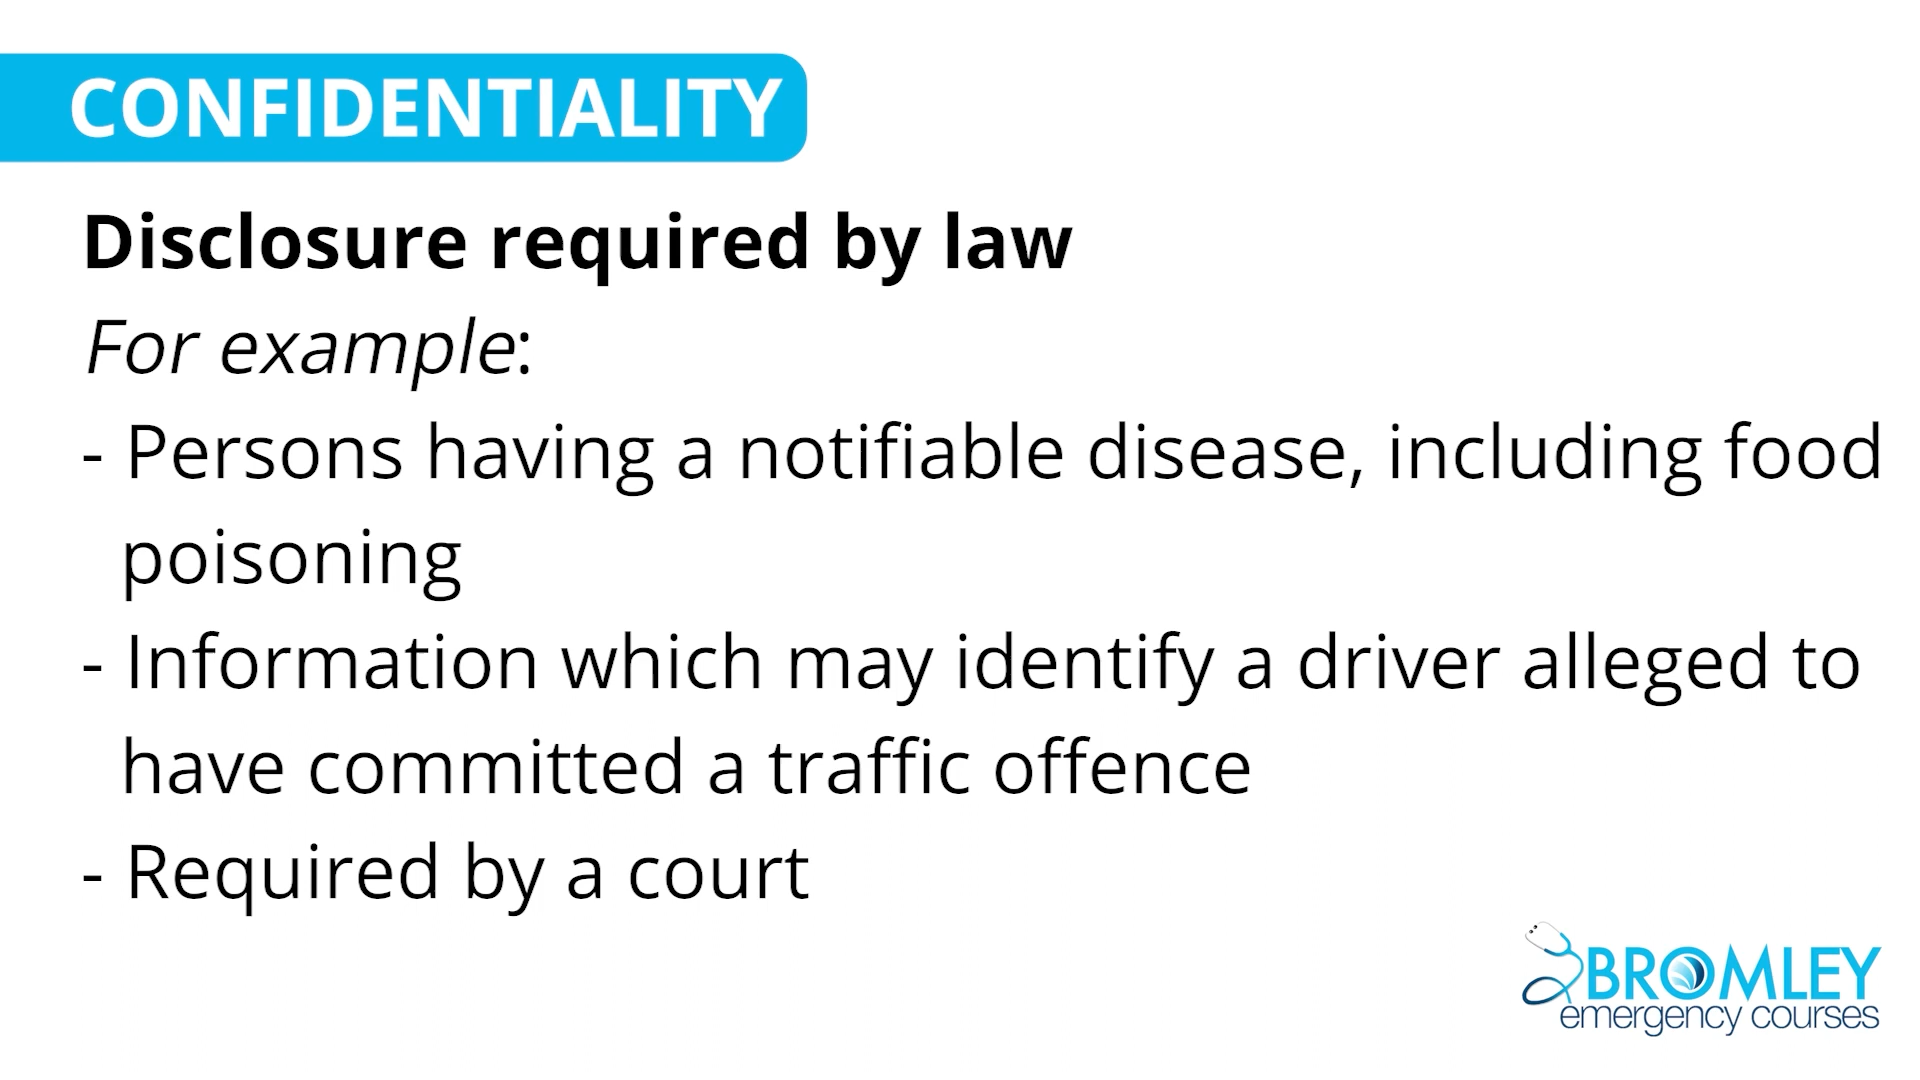 CONFIDENTIALITY
Disclosure required by law
For example:
- Persons having a notifiable disease, including food
poisoning
- Information which may identify a driver alleged to
have committed a traffic offence
- Required by a court
BROMLEY
emergency courses